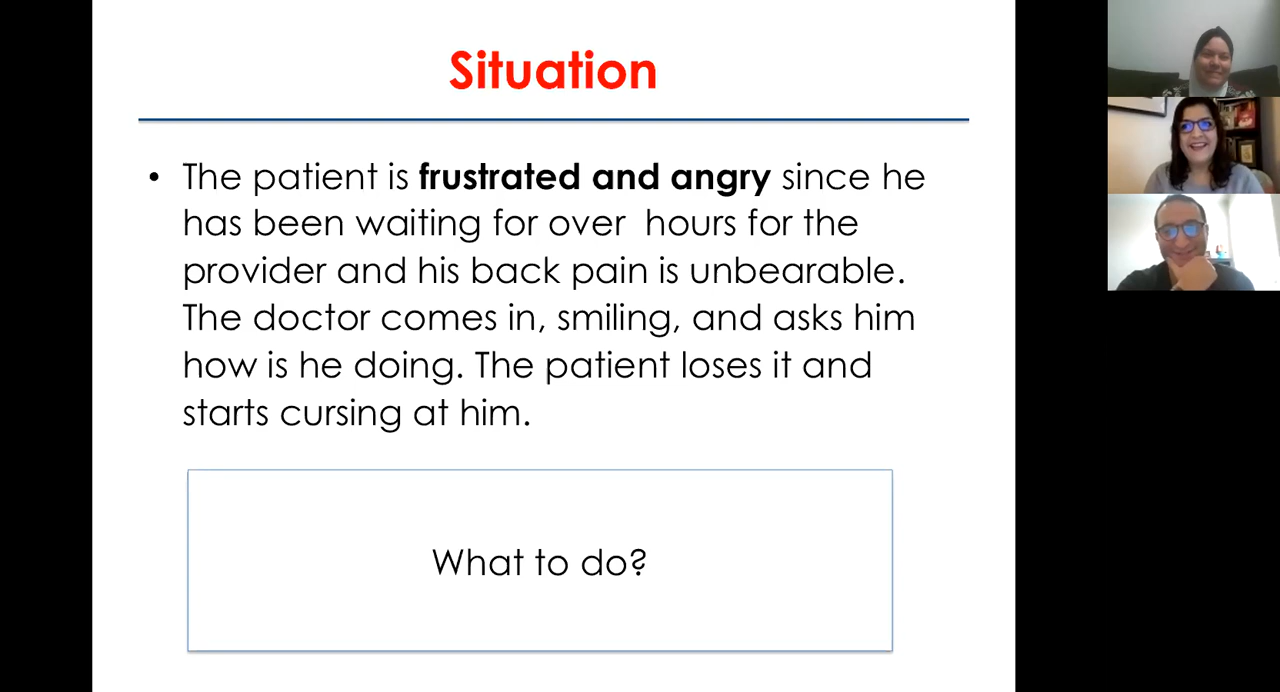 Situation
• The patient is frustrated and angry since he
has been waiting for over  hours for the
provider and his back pain is unbearable.
The doctor comes in, smiling, and asks him
how is he doing. The patient loses it and
starts cursing at him.
What to do?